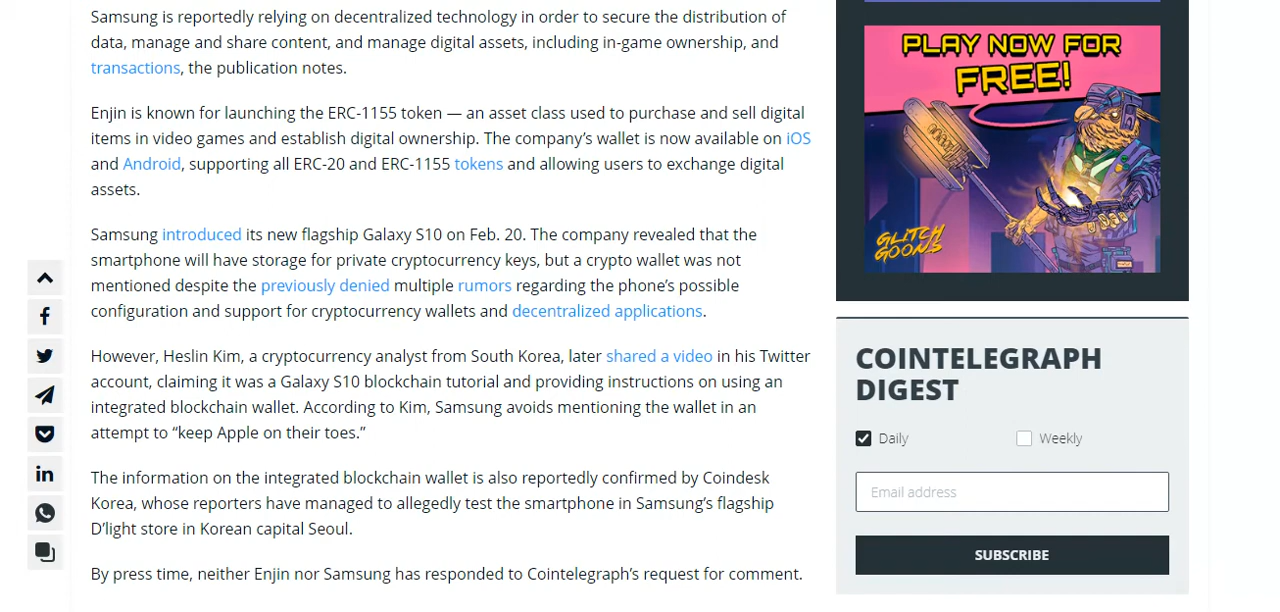 Samsung is reportedly relying on decentralized technology in order to secure the distribution of
data, manage and share content, and manage digital assets, including in-game ownership, and
transactions, the publication notes.
Enjin is known for launching the ERC-1155 token — an asset class used to purchase and sell digital
items in video games and establish digital ownership. The company’s wallet is now available on iOS
and Android, supporting all ERC-20 and ERC-1155 tokens and allowing users to exchange digital
assets.
Samsung introduced its new flagship Galaxy S10 on Feb. 20. The company revealed that the
smartphone will have storage for private cryptocurrency keys, but a crypto wallet was not
mentioned despite the previously denied multiple rumors regarding the phone’s possible
configuration and support for cryptocurrency wallets and decentralized applications.
However, Heslin Kim, a cryptocurrency analyst from South Korea, later shared a video in his Twitter
account, claiming it was a Galaxy S10 blockchain tutorial and providing instructions on using an
integrated blockchain wallet. According to Kim, Samsung avoids mentioning the wallet in an
attempt to “keep Apple on their toes.”
The information on the integrated blockchain wallet is also reportedly confirmed by Coindesk
Korea, whose reporters have managed to allegedly test the smartphone in Samsung’s flagship
D’light store in Korean capital Seoul.
By press time, neither Enjin nor Samsung has responded to Cointelegraph’s request for comment.
PLAY NOW FOR
FREE!
GLITCH
GOONS
COINTELEGRAPH
DIGEST
Daily
Weekly
Email address
SUBSCRIBE